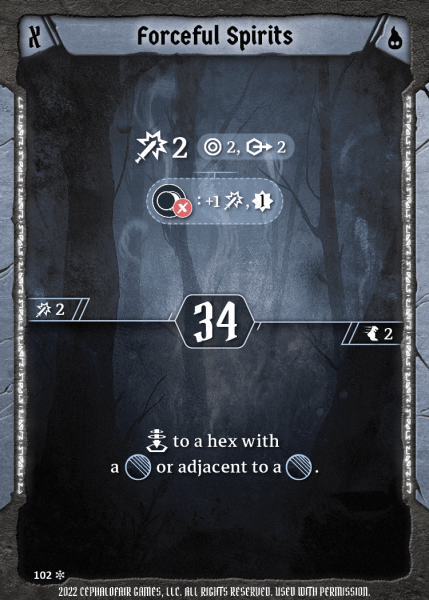 א
Forceful Spirits
2 2, 2
: +1 , 1
2
34
2
to a hex with
a or adjacent to a .
102
2022 CEPHALOFAIR GAMES, LLC. ALL RIGHTS RESERVED. USED WITH PERMISSION.